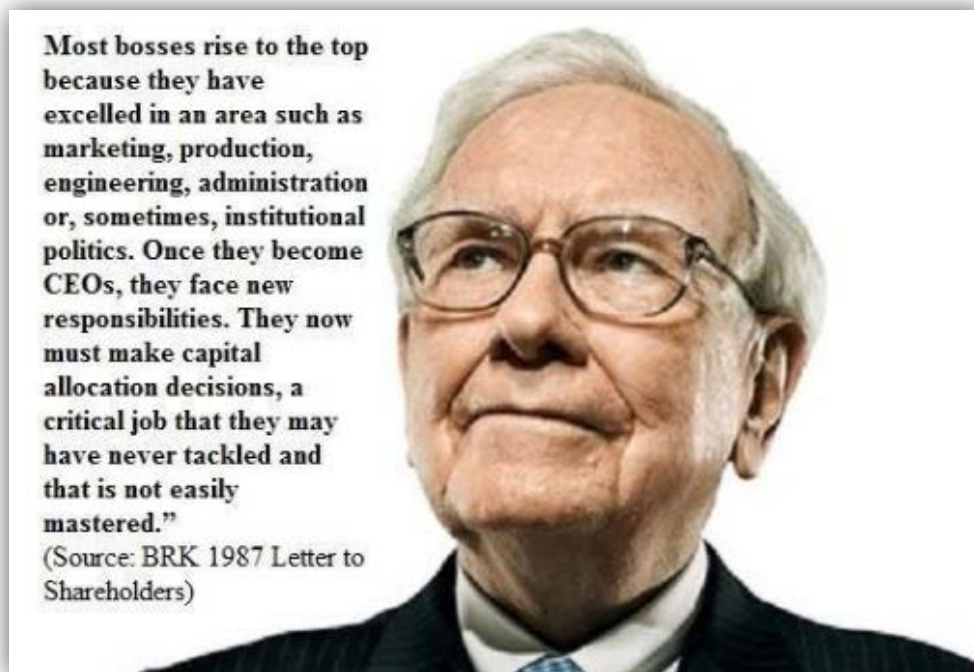 Most bosses rise to the top
because they have
excelled in an area such as
marketing, production,
engineering, administration
or, sometimes, institutional
politics. Once they become
CEOs, they face new
responsibilities. They now
must make capital
allocation decisions, a
critical job that they may
have never tackled and
that is not easily
mastered.”
(Source: BRK 1987 Letter to
Shareholders)